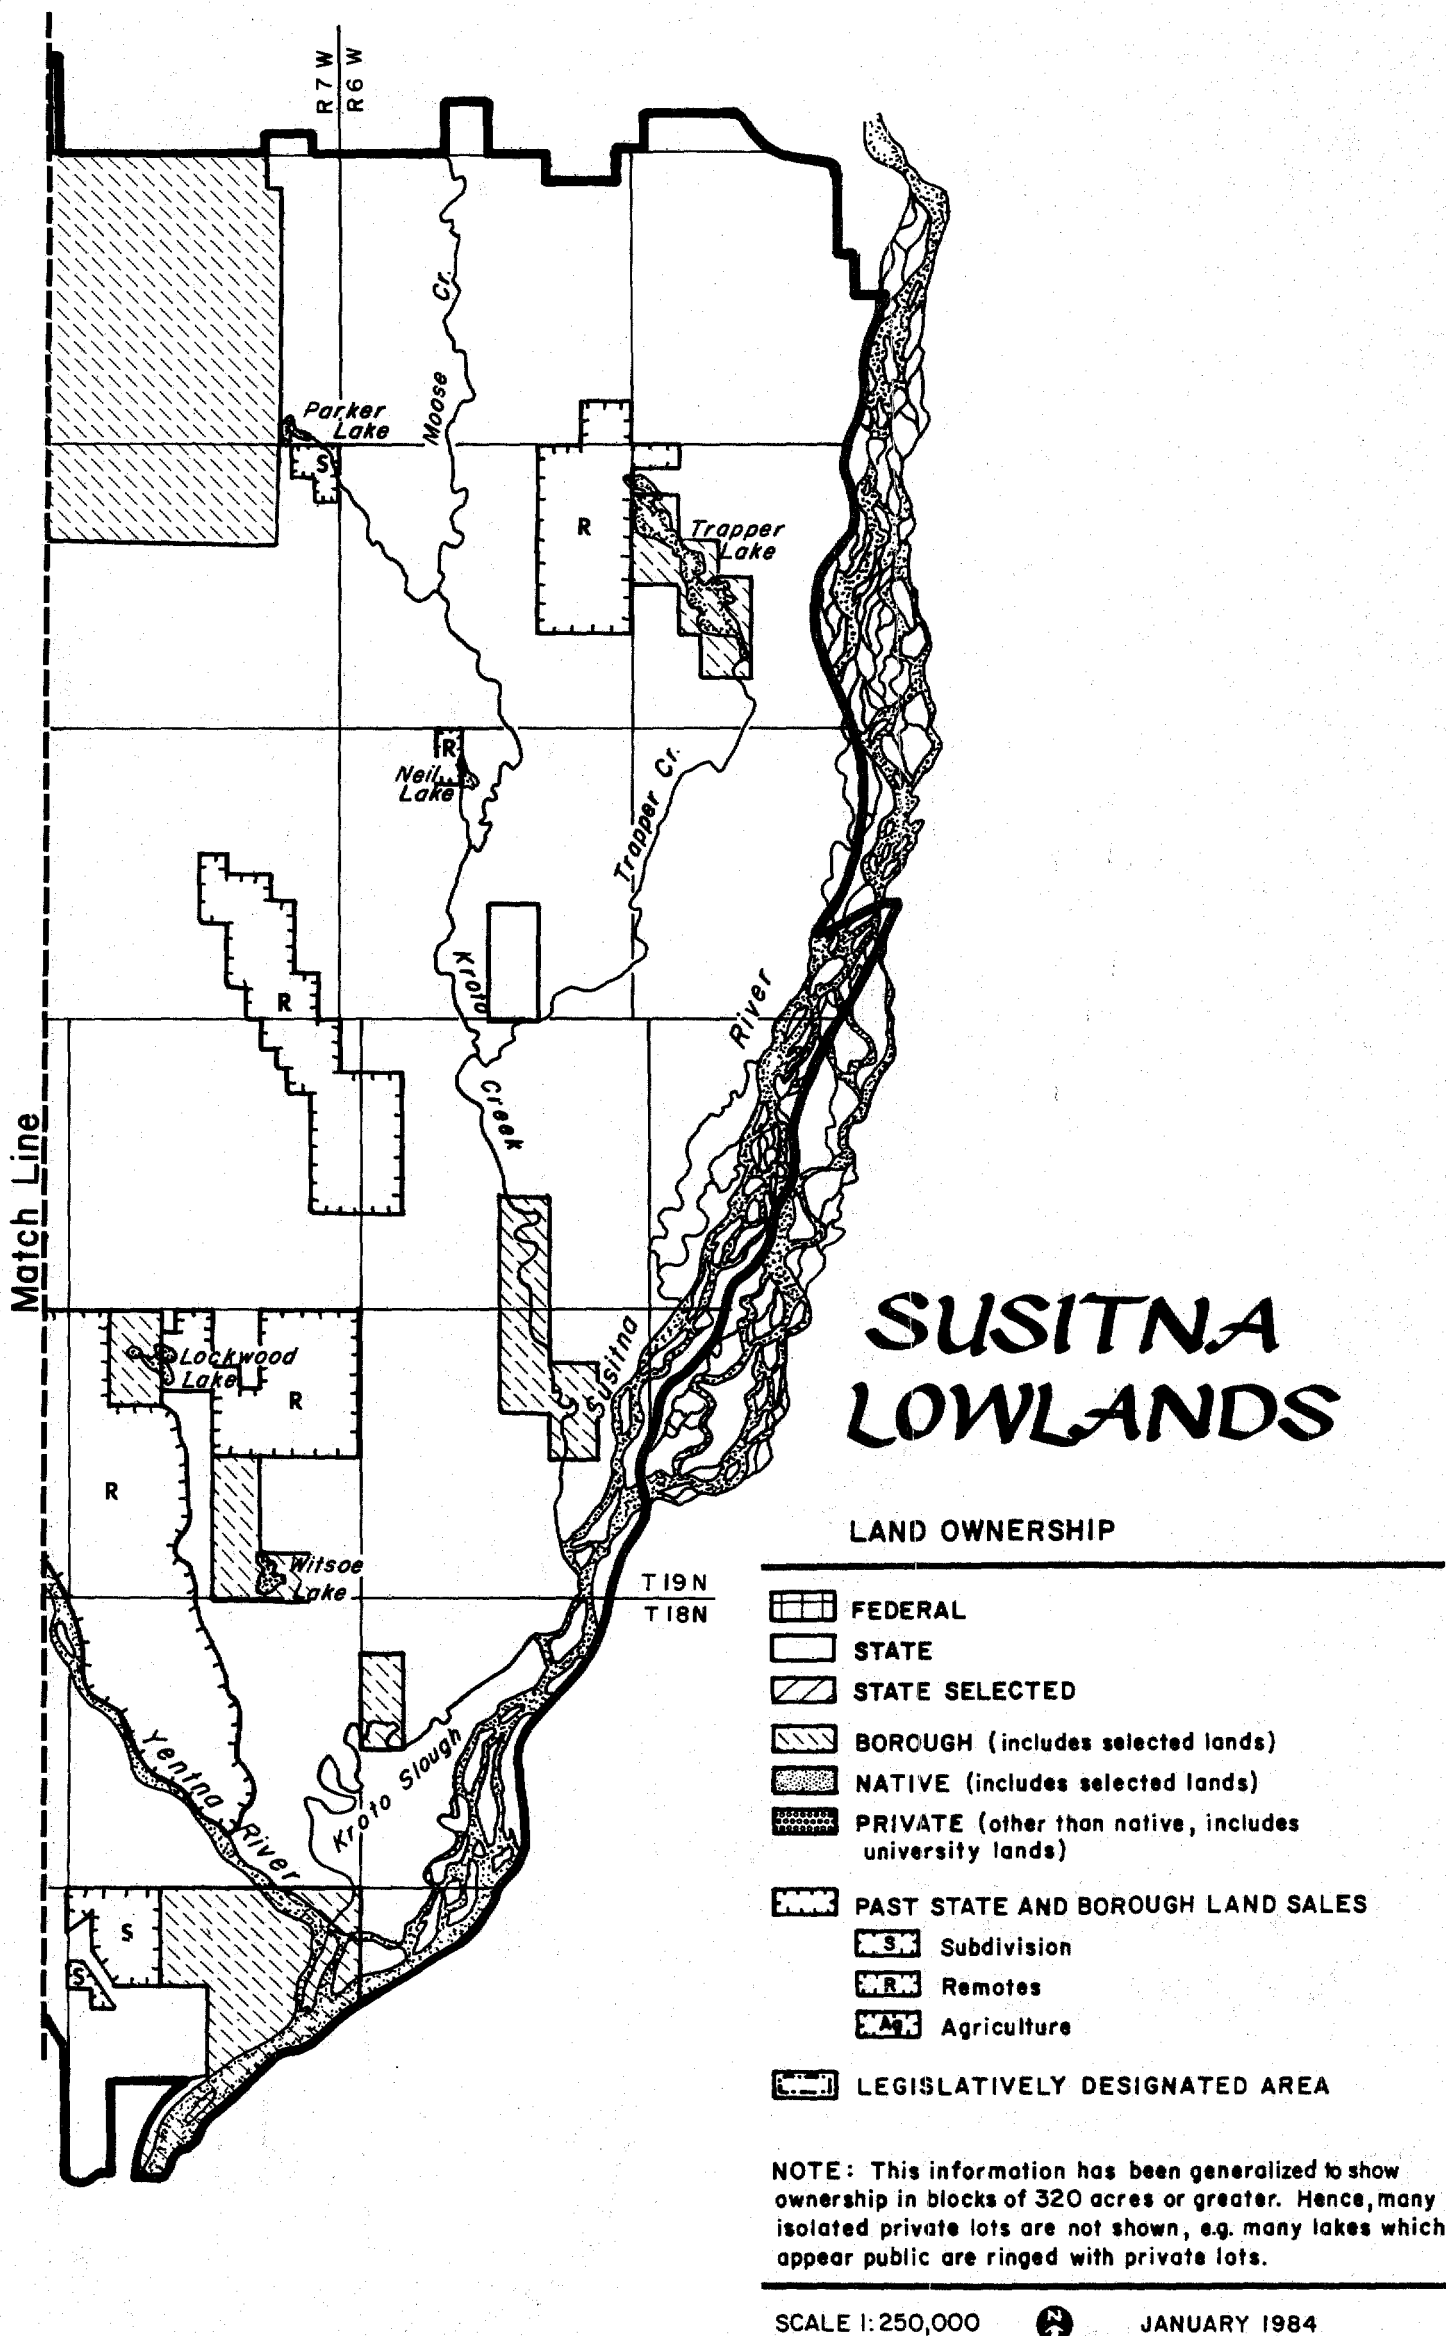 R 7 W
R 6 W
Moose Cr.
Parker
Lake
S
R
Trapper
Lake
R
Neil
Lake
Trapper Cr.
Kroto
R
River
Creek
Match Line
Susitna
Lockwood
Lake
R
R
Witsoe
Lake
T 19 N
T 18 N
Yentna
River
Kroto Slough
S
S
SUSITNA
LOWLANDS
LAND OWNERSHIP
FEDERAL
STATE
STATE SELECTED
BOROUGH (includes selected lands)
NATIVE (includes selected lands)
PRIVATE (other than native, includes
university lands)
PAST STATE AND BOROUGH LAND SALES
S Subdivision
R Remotes
Ag Agriculture
LEGISLATIVELY DESIGNATED AREA
NOTE: This information has been generalized to show
ownership in blocks of 320 acres or greater. Hence, many
isolated private lots are not shown, e.g. many lakes which
appear public are ringed with private lots.
SCALE 1:250,000 N JANUARY 1984